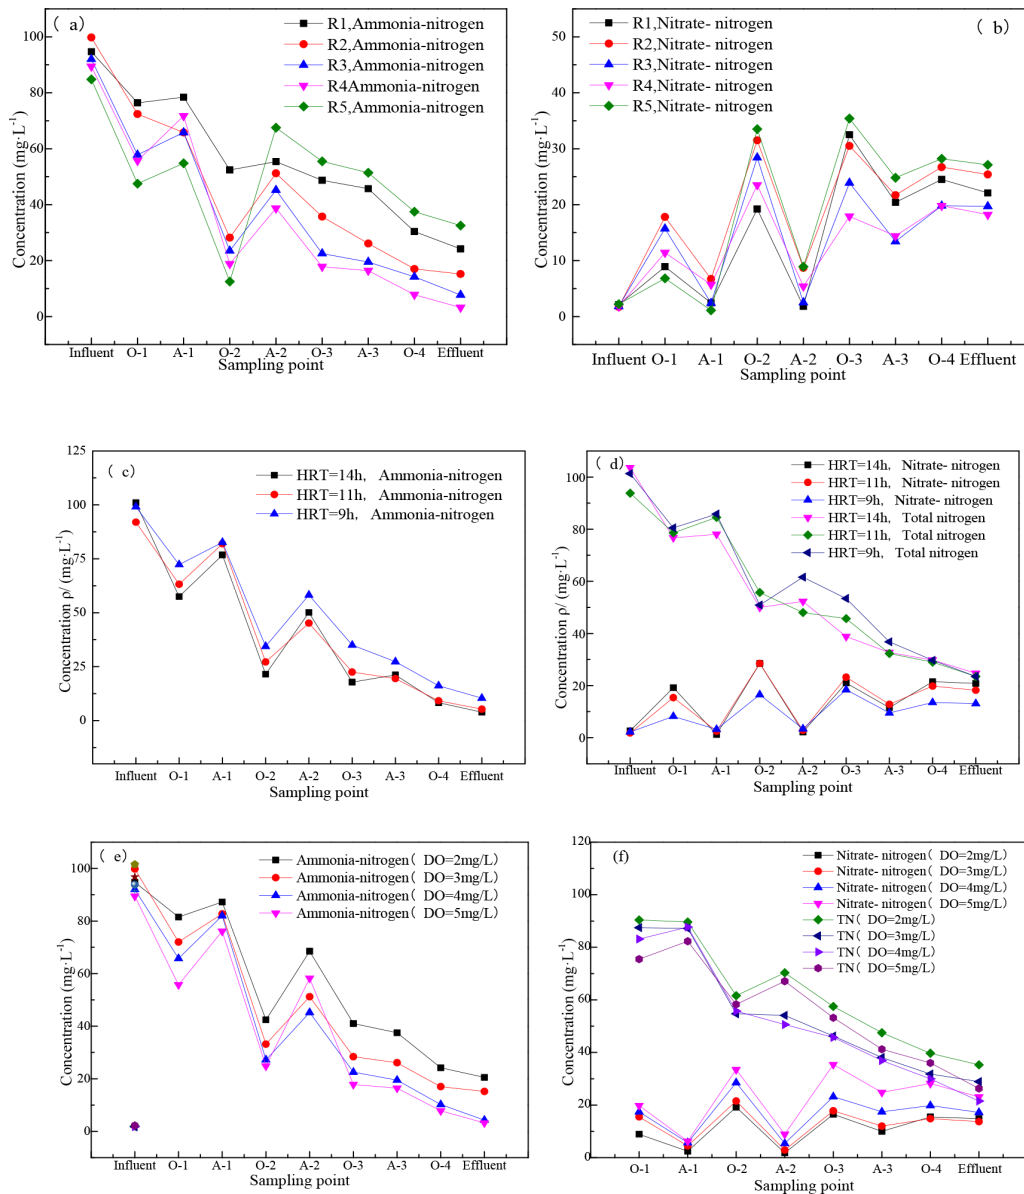 ( a )
R1,Ammonia-nitrogen
R2,Ammonia-nitrogen
R3,Ammonia-nitrogen
R4Ammonia-nitrogen
R5,Ammonia-nitrogen
100
80
60
40
20
0
Concentration (mg·L⁻¹)
Influent O-1 A-1 O-2 A-2 O-3 A-3 O-4 Effluent
Sampling point
( b )
R1,Nitrate- nitrogen
R2,Nitrate- nitrogen
R3,Nitrate- nitrogen
R4,Nitrate- nitrogen
R5,Nitrate- nitrogen
50
40
30
20
10
0
Concentration (mg·L⁻¹)
Influent O-1 A-1 O-2 A-2 O-3 A-3 O-4 Effluent
Sampling point
( c )
HRT=14h, Ammonia-nitrogen
HRT=11h, Ammonia-nitrogen
HRT=9h, Ammonia-nitrogen
125
100
75
50
25
0
Concentration ρ/ (mg·L⁻¹)
Influent O-1 A-1 O-2 A-2 O-3 A-3 O-4 Effluent
Sampling point
( d )
HRT=14h, Nitrate- nitrogen
HRT=11h, Nitrate- nitrogen
HRT=9h, Nitrate- nitrogen
HRT=14h, Total nitrogen
HRT=11h, Total nitrogen
HRT=9h, Total nitrogen
100
80
60
40
20
0
Concentration ρ/ (mg·L⁻¹)
Influent O-1 A-1 O-2 A-2 O-3 A-3 O-4 Effluent
Sampling point
( e )
Ammonia-nitrogen( DO=2mg/L)
Ammonia-nitrogen( DO=3mg/L)
Ammonia-nitrogen( DO=4mg/L)
Ammonia-nitrogen( DO=5mg/L)
100
80
60
40
20
0
Concentration (mg·L⁻¹)
Influent O-1 A-1 O-2 A-2 O-3 A-3 O-4 Effluent
Sampling point
(f)
Nitrate- nitrogen( DO=2mg/L)
Nitrate- nitrogen( DO=3mg/L)
Nitrate- nitrogen( DO=4mg/L)
Nitrate- nitrogen( DO=5mg/L)
TN( DO=2mg/L)
TN( DO=3mg/L)
TN( DO=4mg/L)
TN( DO=5mg/L)
120
100
80
60
40
20
0
Concentration (mg·L⁻¹)
O-1 A-1 O-2 A-2 O-3 A-3 O-4 Effluent
Sampling point